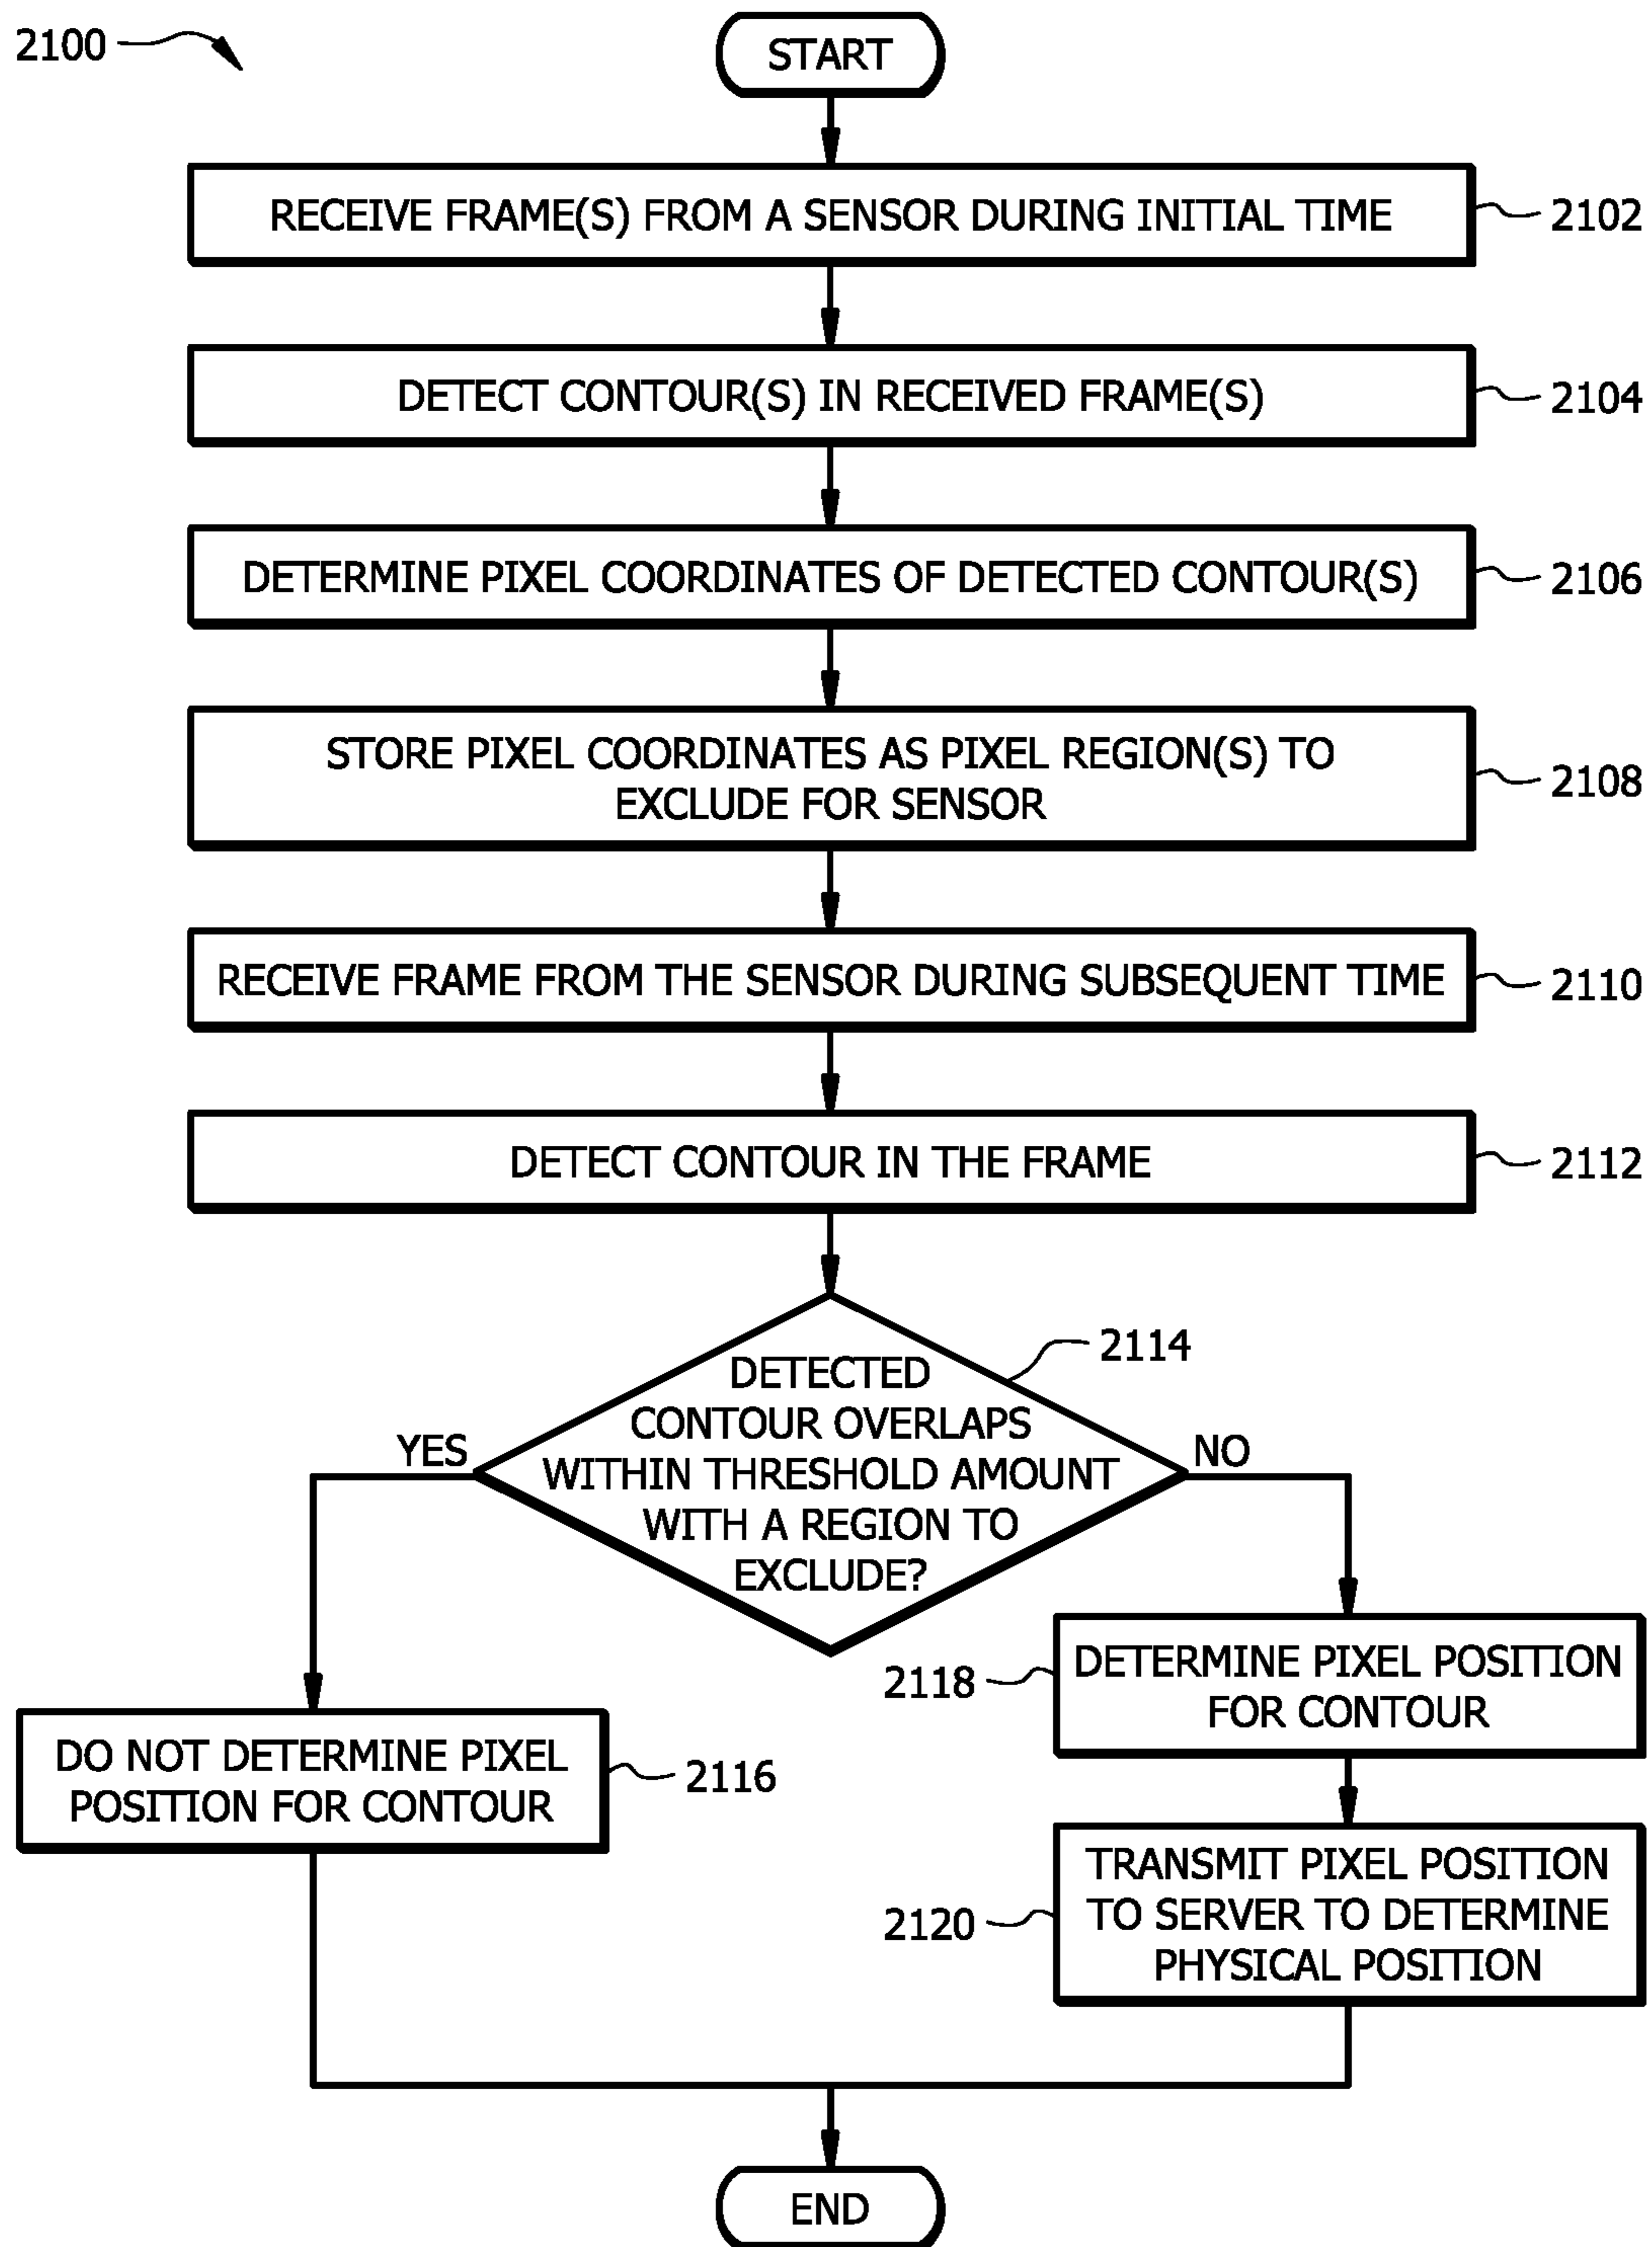 2100
START
RECEIVE FRAME(S) FROM A SENSOR DURING INITIAL TIME
2102
DETECT CONTOUR(S) IN RECEIVED FRAME(S)
2104
DETERMINE PIXEL COORDINATES OF DETECTED CONTOUR(S)
2106
STORE PIXEL COORDINATES AS PIXEL REGION(S) TO
EXCLUDE FOR SENSOR
2108
RECEIVE FRAME FROM THE SENSOR DURING SUBSEQUENT TIME
2110
DETECT CONTOUR IN THE FRAME
2112
2114
DETECTED
CONTOUR OVERLAPS
WITHIN THRESHOLD AMOUNT
WITH A REGION TO
EXCLUDE?
YES
NO
DO NOT DETERMINE PIXEL
POSITION FOR CONTOUR
2116
2118
DETERMINE PIXEL POSITION
FOR CONTOUR
2120
TRANSMIT PIXEL POSITION
TO SERVER TO DETERMINE
PHYSICAL POSITION
END